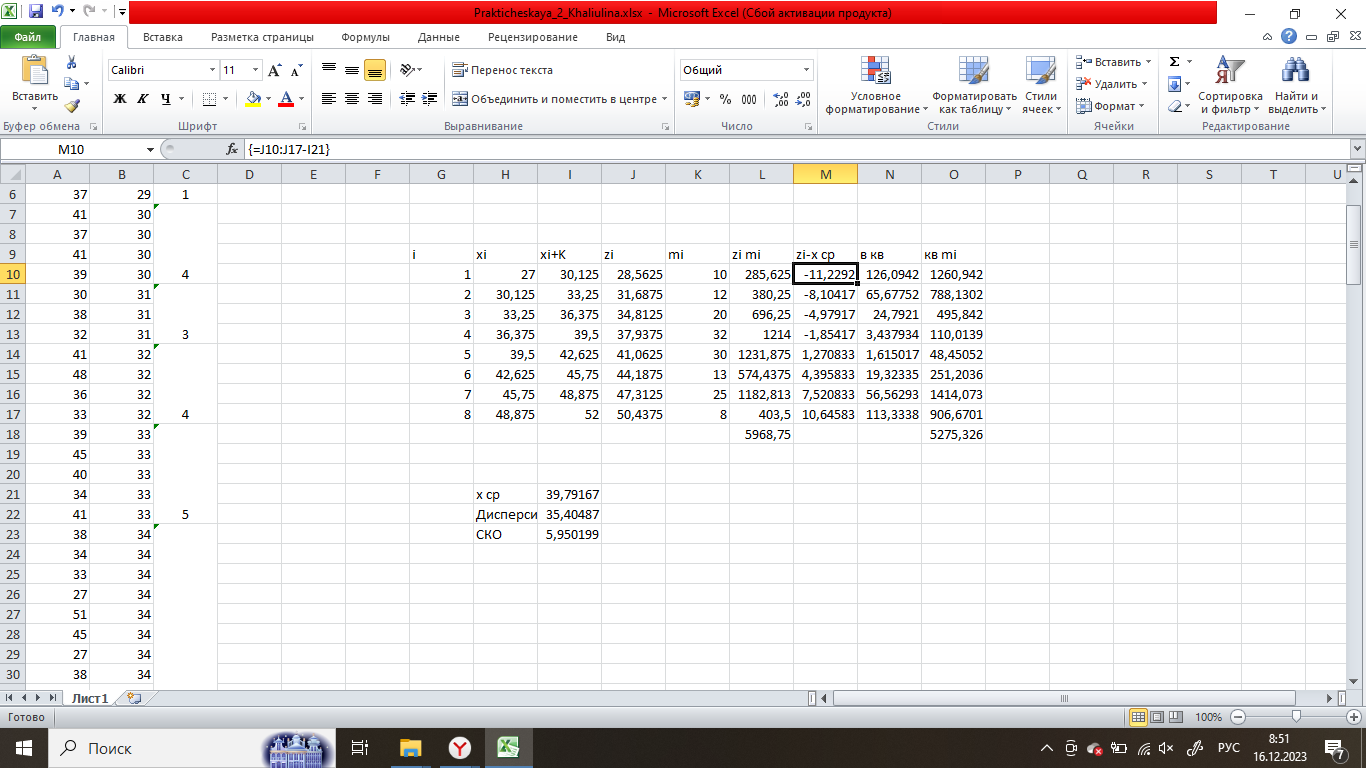 Prakticheskaya_2_Khaliulina.xlsx - Microsoft Excel (Сбой активации продукта)
Файл Главная Вставка Разметка страницы Формулы Данные Рецензирование Вид
Вставить
Calibri 11
Ж К Ч
Перенос текста
Объединить и поместить в центре
Общий
% 000
Условное форматирование
Форматировать как таблицу
Стили ячеек
Вставить
Удалить
Формат
Σ
Сортировка и фильтр
Найти и выделить
Буфер обмена Шрифт Выравнивание Число Стили Ячейки Редактирование
M10 fx {=J10:J17-I21}
A B C D E F G H I J K L M N O P Q R S T U
6 37 29 1
7 41 30
8 37 30
9 41 30 i xi xi+K zi mi zi mi zi-x ср в кв кв mi
10 39 30 4 1 27 30,125 28,5625 10 285,625 -11,2292 126,0942 1260,942
11 30 31 2 30,125 33,25 31,6875 12 380,25 -8,10417 65,67752 788,1302
12 38 31 3 33,25 36,375 34,8125 20 696,25 -4,97917 24,7921 495,842
13 32 31 3 4 36,375 39,5 37,9375 32 1214 -1,85417 3,437934 110,0139
14 41 32 5 39,5 42,625 41,0625 30 1231,875 1,270833 1,615017 48,45052
15 48 32 6 42,625 45,75 44,1875 13 574,4375 4,395833 19,32335 251,2036
16 36 32 7 45,75 48,875 47,3125 25 1182,813 7,520833 56,56293 1414,073
17 33 32 4 8 48,875 52 50,4375 8 403,5 10,64583 113,3338 906,6701
18 39 33 5968,75 5275,326
19 45 33
20 40 33
21 34 33 x ср 39,79167
22 41 33 5 Дисперси 35,40487
23 38 34 СКО 5,950199
24 34 34
25 33 34
26 27 34
27 51 34
28 45 34
29 27 34
30 38 34
Лист1
Готово 100%
Поиск РУС 8:51
16.12.2023 7